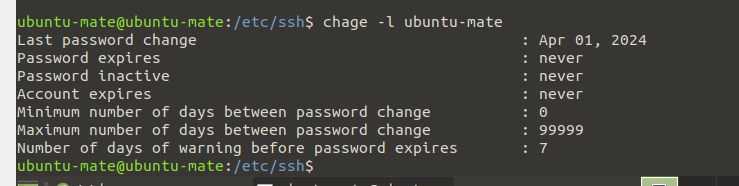 ubuntu-mate@ubuntu-mate:/etc/ssh$ chage -l ubuntu-mate
Last password change : Apr 01, 2024
Password expires : never
Password inactive : never
Account expires : never
Minimum number of days between password change : 0
Maximum number of days between password change : 99999
Number of days of warning before password expires : 7
ubuntu-mate@ubuntu-mate:/etc/ssh$